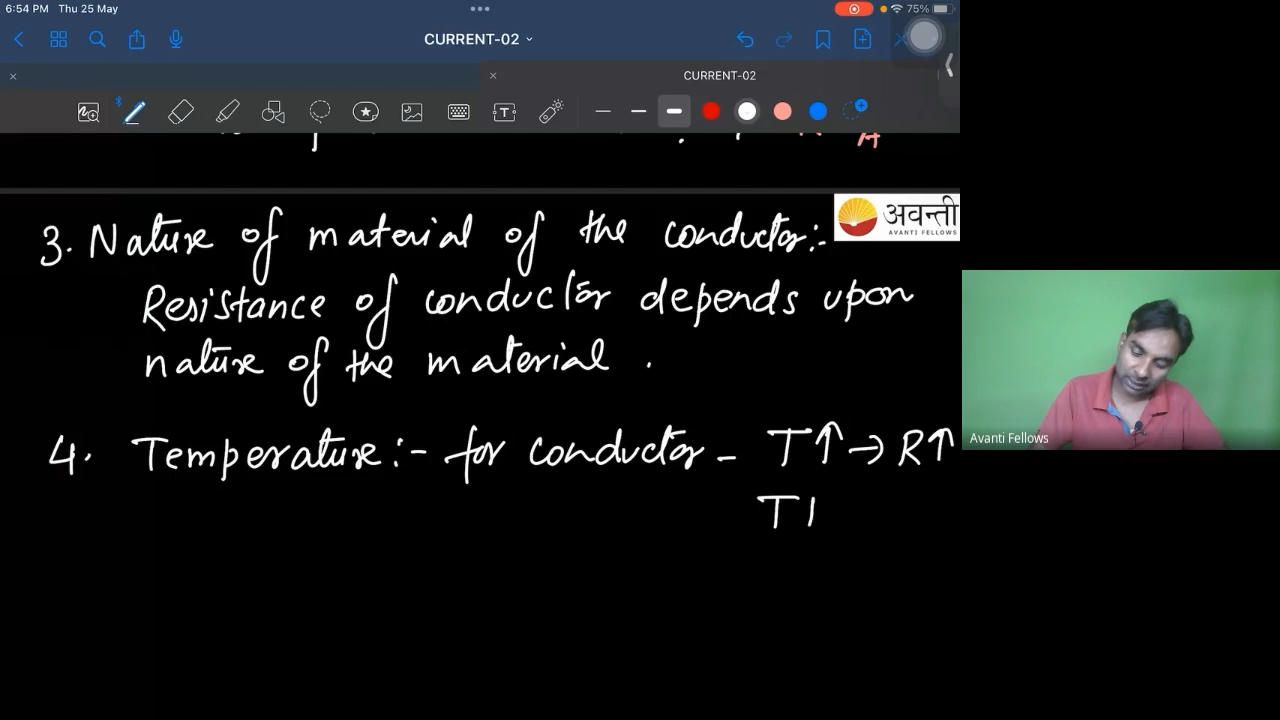 6:54 PM Thu 25 May
75%
CURRENT-02
CURRENT-02
A
3. Nature of material of the conductor:-
अवन्ती
AVANTI FELLOWS
Resistance of conductor depends upon
nature of the material .
4. Temperature:- for conductor - T↑ → R↑
T
Avanti Fellows